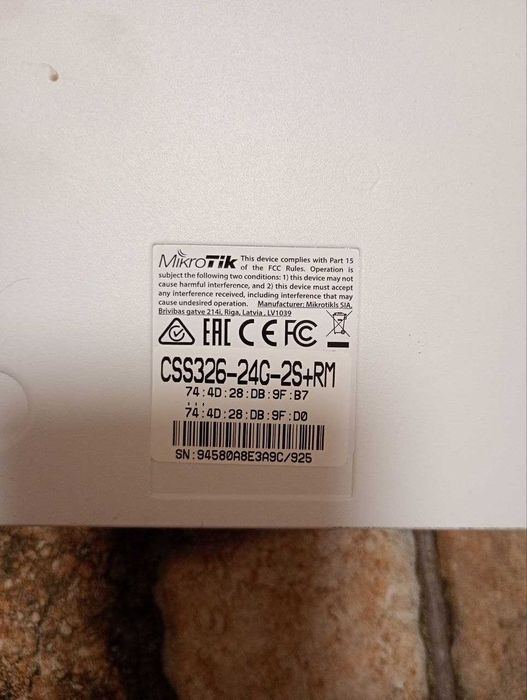 MikroTik This device complies with Part 15
of the FCC Rules. Operation is
subject the following two conditions: 1) this device may not
cause harmful interference, and 2) this device must accept
any interference received, including interference that may
cause undesired operation. Manufacturer: Mikrotikls SIA,
Brivibas gatve 214i, Riga, Latvia, LV1039
EAC CE FC
CSS326-24G-2S+RM
74:4D:28:DB:9F:B7
...
74:4D:28:DB:9F:D0
SN:94580A8E3A9C/925